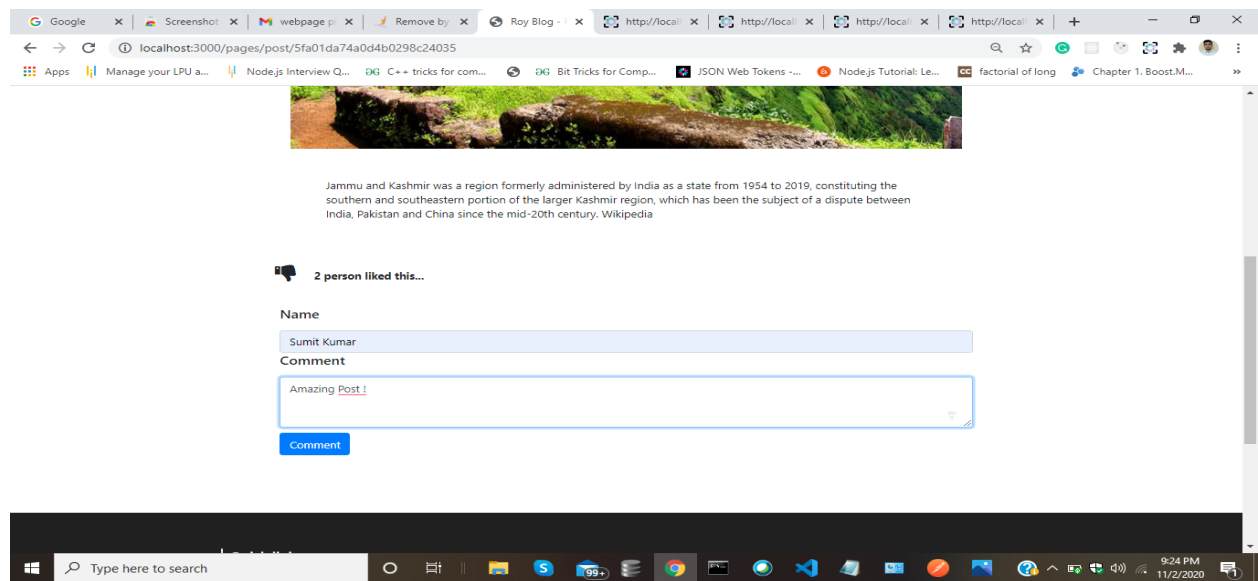 Google
Screenshot
webpage p
Remove by
Roy Blog -
http://local
http://local
http://local
http://local
localhost:3000/pages/post/5fa01da74a0d4b0298c24035
Apps
Manage your LPU a...
Node.js Interview Q...
C++ tricks for com...
Bit Tricks for Comp...
JSON Web Tokens -...
Node.js Tutorial: Le...
factorial of long
Chapter 1. Boost.M...
Jammu and Kashmir was a region formerly administered by India as a state from 1954 to 2019, constituting the
southern and southeastern portion of the larger Kashmir region, which has been the subject of a dispute between
India, Pakistan and China since the mid-20th century. Wikipedia
2 person liked this...
Name
Sumit Kumar
Comment
Amazing Post !
Comment
Type here to search
99+
9:24 PM
11/2/2020